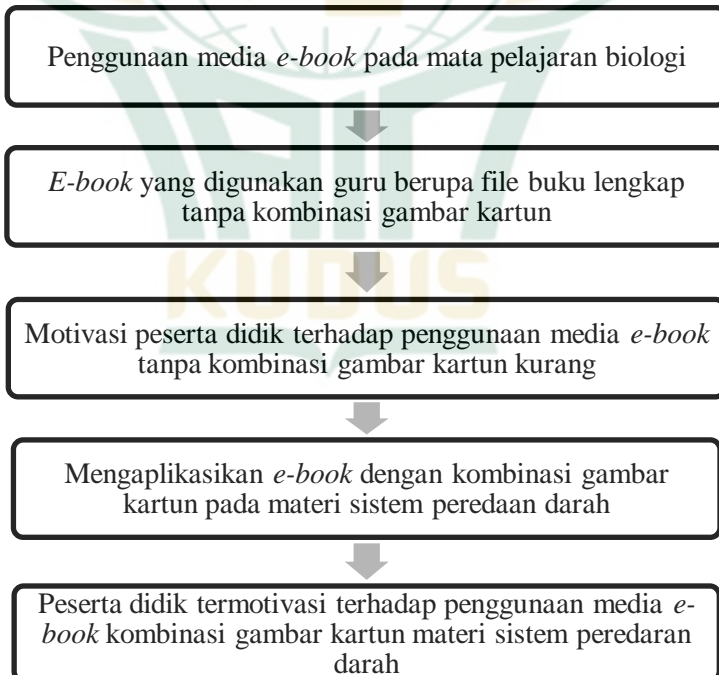 Penggunaan media e-book pada mata pelajaran biologi
E-book yang digunakan guru berupa file buku lengkap
tanpa kombinasi gambar kartun
KUDUS
Motivasi peserta didik terhadap penggunaan media e-book
tanpa kombinasi gambar kartun kurang
Mengaplikasikan e-book dengan kombinasi gambar
kartun pada materi sistem peredaan darah
Peserta didik termotivasi terhadap penggunaan media e-
book kombinasi gambar kartun materi sistem peredaran
darah